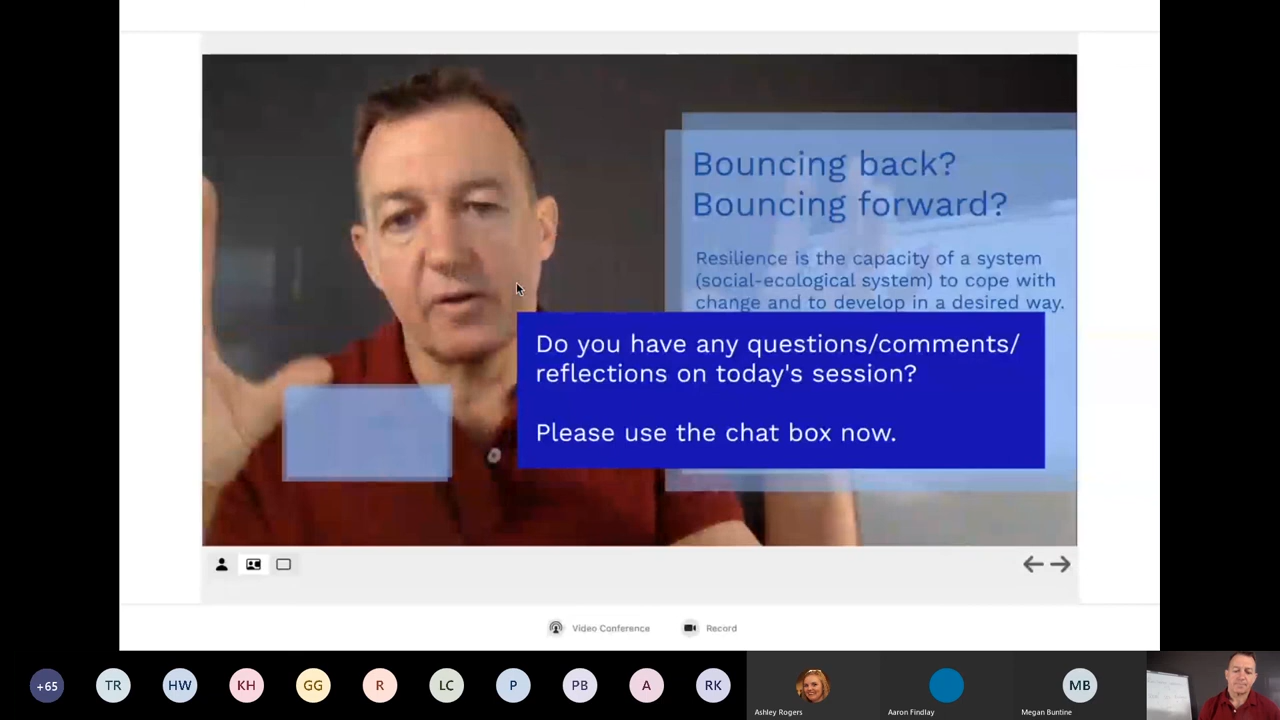 Bouncing back?
Bouncing forward?
Resilience is the capacity of a system
(social-ecological system) to cope with
change and to develop in a desired way.
Do you have any questions/comments/
reflections on today's session?
Please use the chat box now.
Video Conference
Record
+65
TR
HW
KH
GG
R
LC
P
PB
A
RK
Ashley Rogers
Aaron Findlay
MB
Megan Buntine